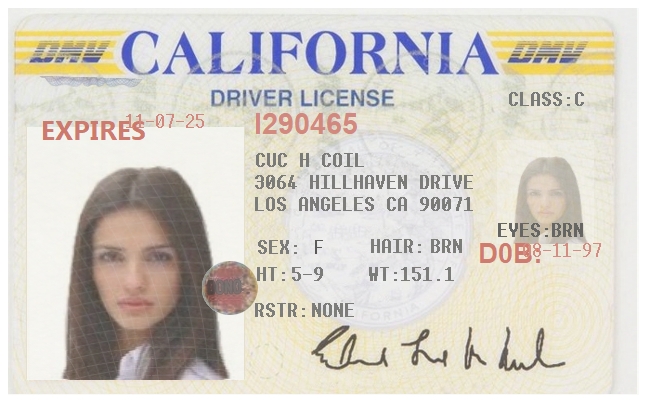 DMV CALIFORNIA DMV
DRIVER LICENSE
CLASS:C
EXPIRES 11-07-25
I290465
CUC H COIL
3064 HILLHAVEN DRIVE
LOS ANGELES CA 90071
EYES:BRN
SEX: F HAIR: BRN
D0B: 08-11-97
HT:5-9 WT:151.1
RSTR:NONE